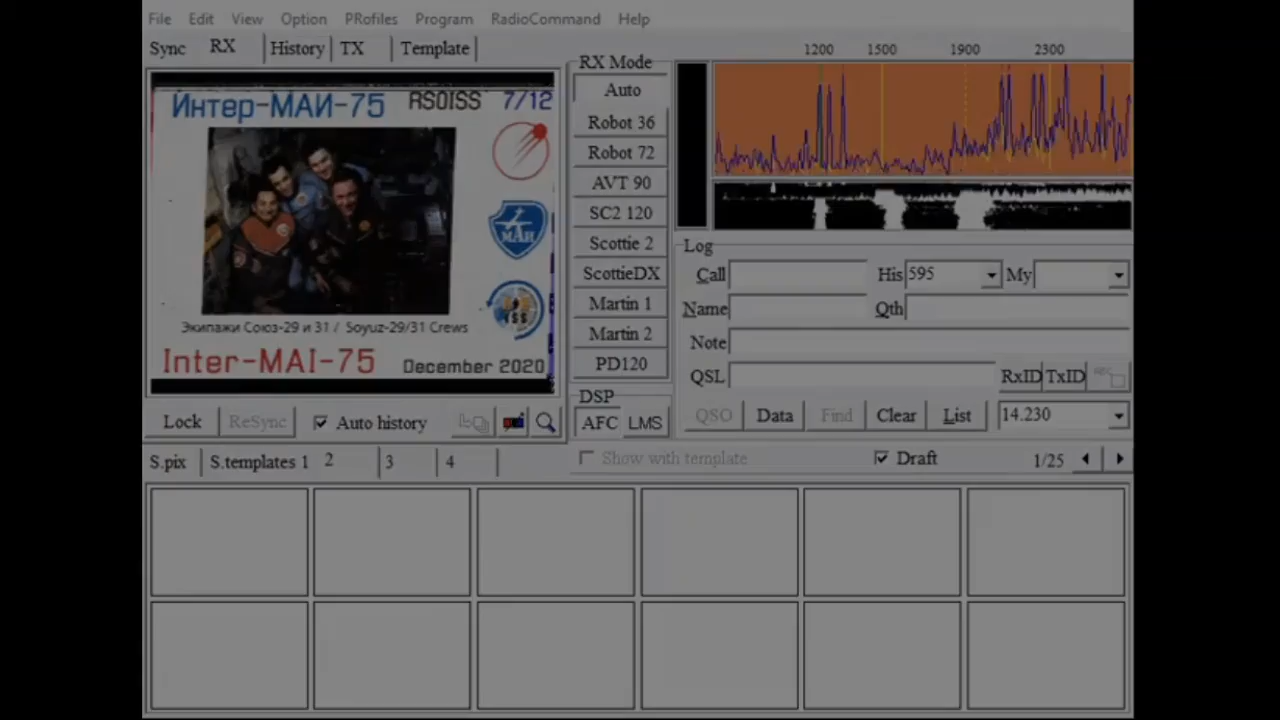 File Edit View Option PRofiles Program RadioCommand Help
Sync RX History TX Template
RX Mode
1200 1500 1900 2300
Интер-МАИ-75 RS0ISS 7/12
МАИ
ISS
Экипажи Союз-29 и 31 / Soyuz-29/31 Crews
Inter-MAI-75 December 2020
Auto
Robot 36
Robot 72
AVT 90
SC2 120
Scottie 2
ScottieDX
Martin 1
Martin 2
PD120
DSP
AFC LMS
Log
Call His 595 My
Name Qth
Note
QSL RxID TxID
QSO Data Find Clear List 14.230
Lock ReSync Auto history
S.pix S.templates 1 2 3 4
Show with template Draft 1/25